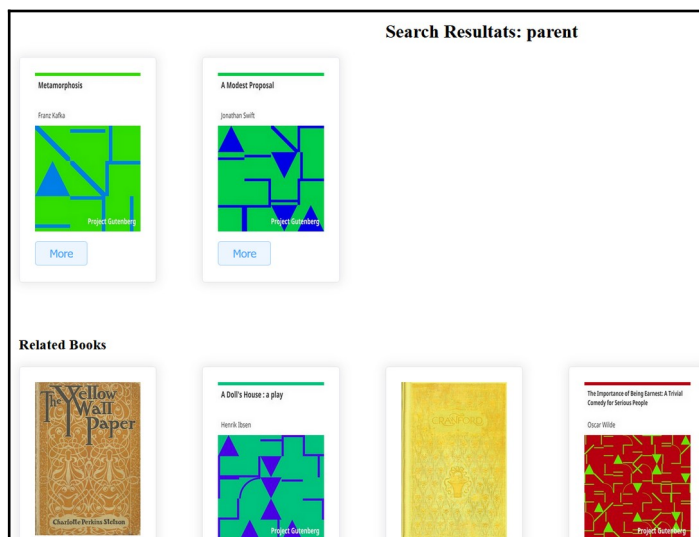 Search Resultats: parent
Metamorphosis
Franz Kafka
Project Gutenberg
More
A Modest Proposal
Jonathan Swift
Project Gutenberg
More
Related Books
The Yellow
Wall
Paper
Charlotte Perkins Stetson
A Doll's House : a play
Henrik Ibsen
Project Gutenberg
CRANFORD
The Importance of Being Earnest: A Trivial
Comedy for Serious People
Oscar Wilde
Project Gutenberg